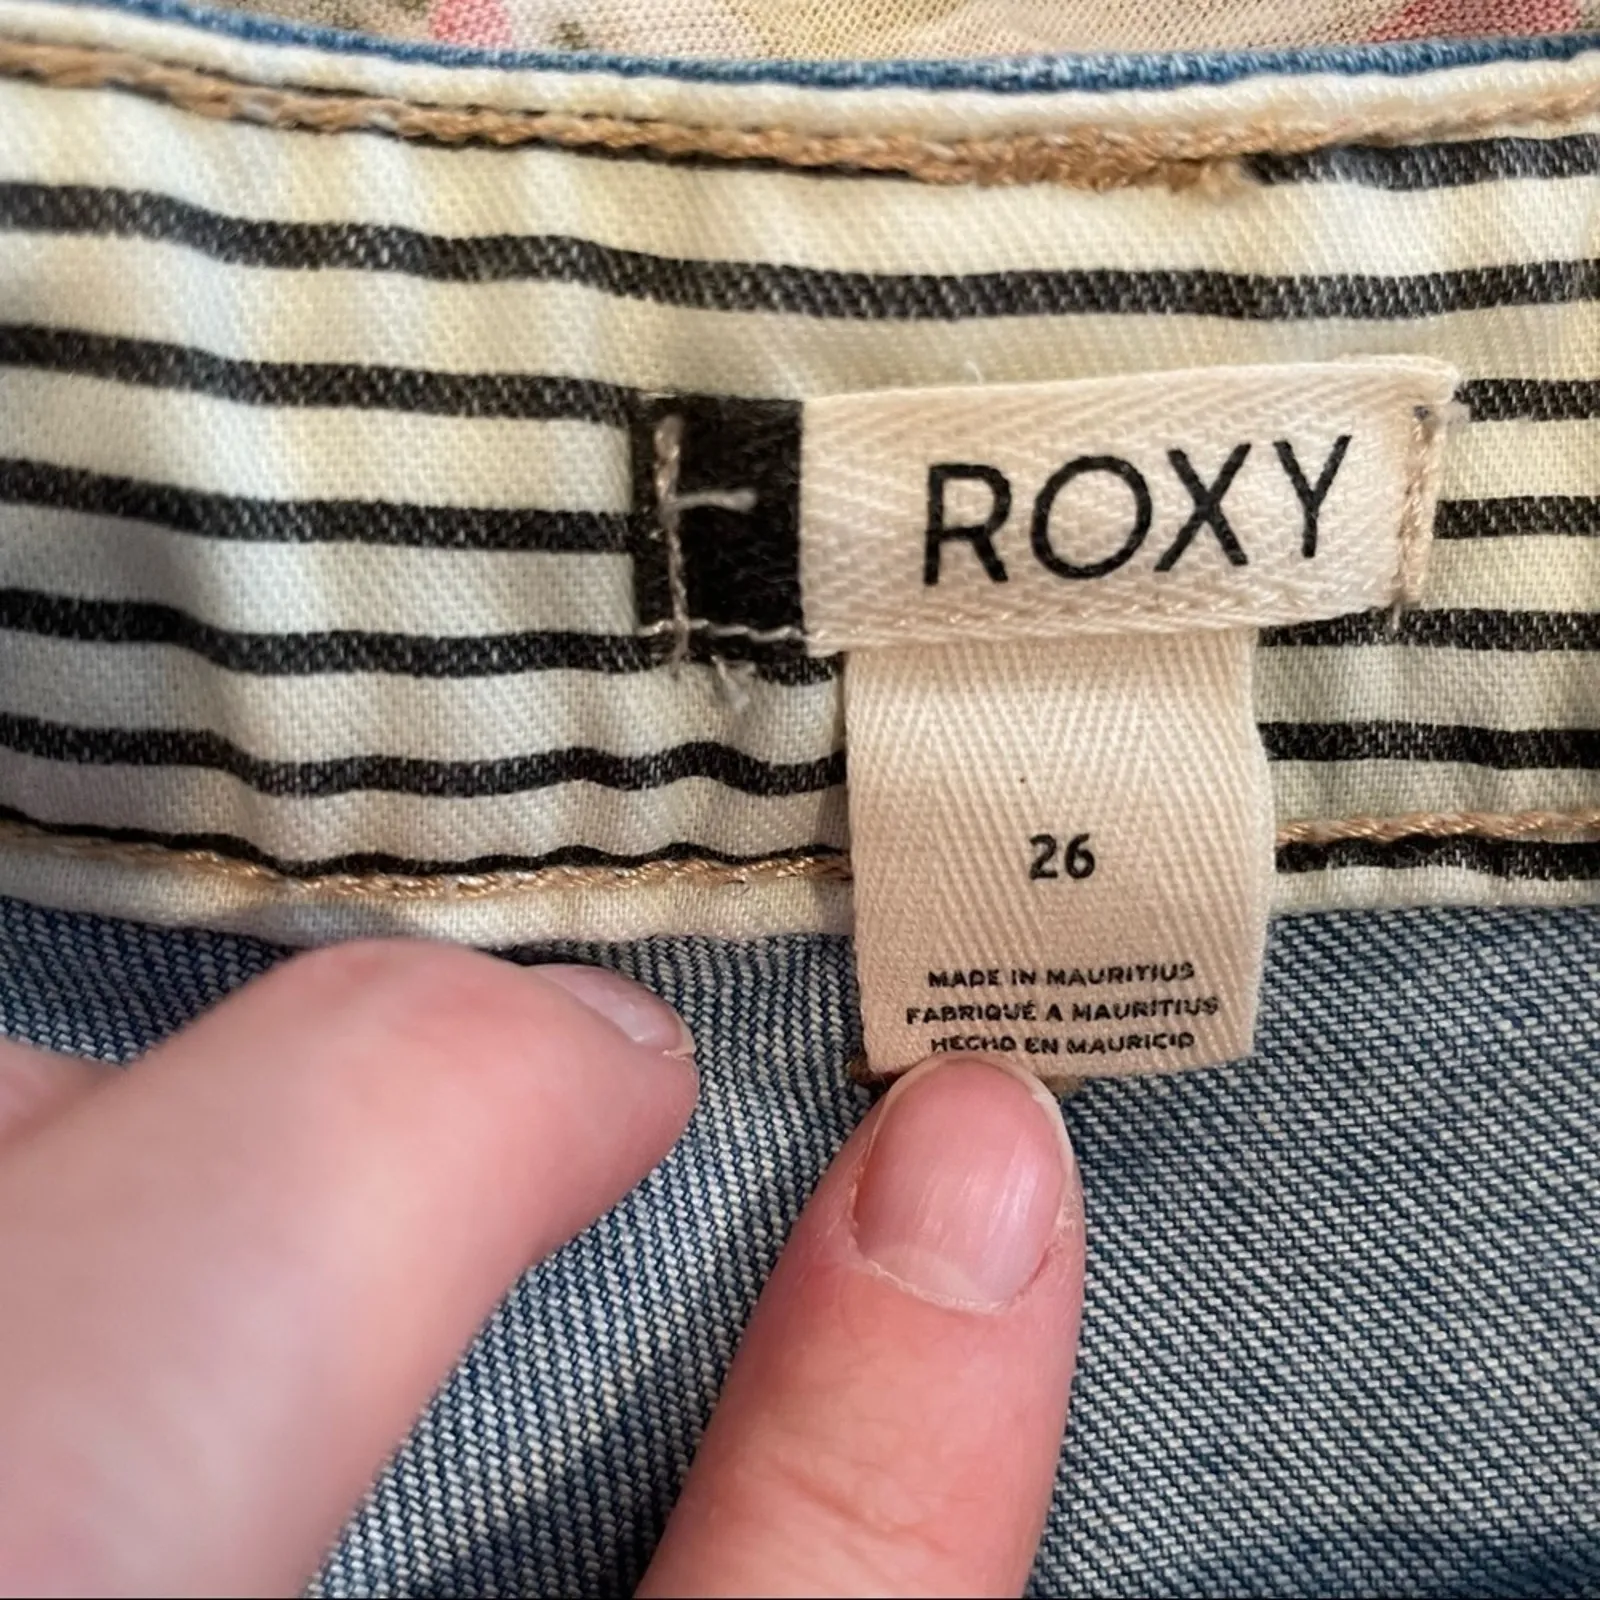 ROXY
26
MADE IN MAURITIUS
FABRIQUÉ A MAURITIUS
HECHO EN MAURICIO